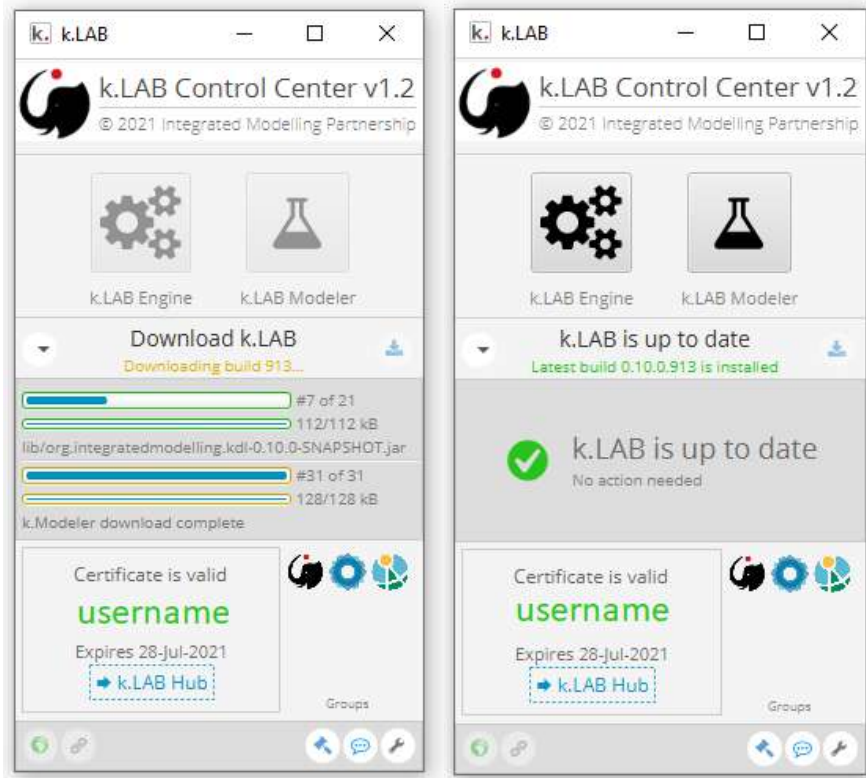 k. k.LAB
k.LAB Control Center v1.2
© 2021 Integrated Modelling Partnership
k.LAB Engine k.LAB Modeler
Download k.LAB
Downloading build 913...
#7 of 21
112/112 kB
lib/org.integratedmodelling.kdl-0.10.0-SNAPSHOT.jar
#31 of 31
128/128 kB
k.Modeler download complete
Certificate is valid
username
Expires 28-Jul-2021
k.LAB Hub
Groups
k. k.LAB
k.LAB Control Center v1.2
© 2021 Integrated Modelling Partnership
k.LAB Engine k.LAB Modeler
k.LAB is up to date
Latest build 0.10.0.913 is installed
k.LAB is up to date
No action needed
Certificate is valid
username
Expires 28-Jul-2021
k.LAB Hub
Groups